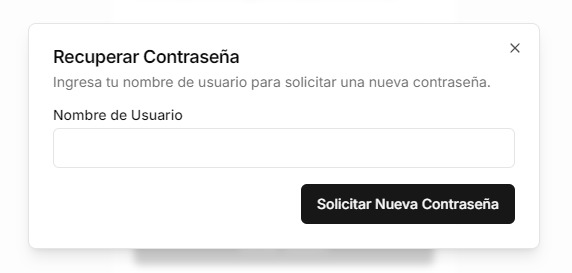 Recuperar Contraseña
Ingresa tu nombre de usuario para solicitar una nueva contraseña.
Nombre de Usuario
Solicitar Nueva Contraseña